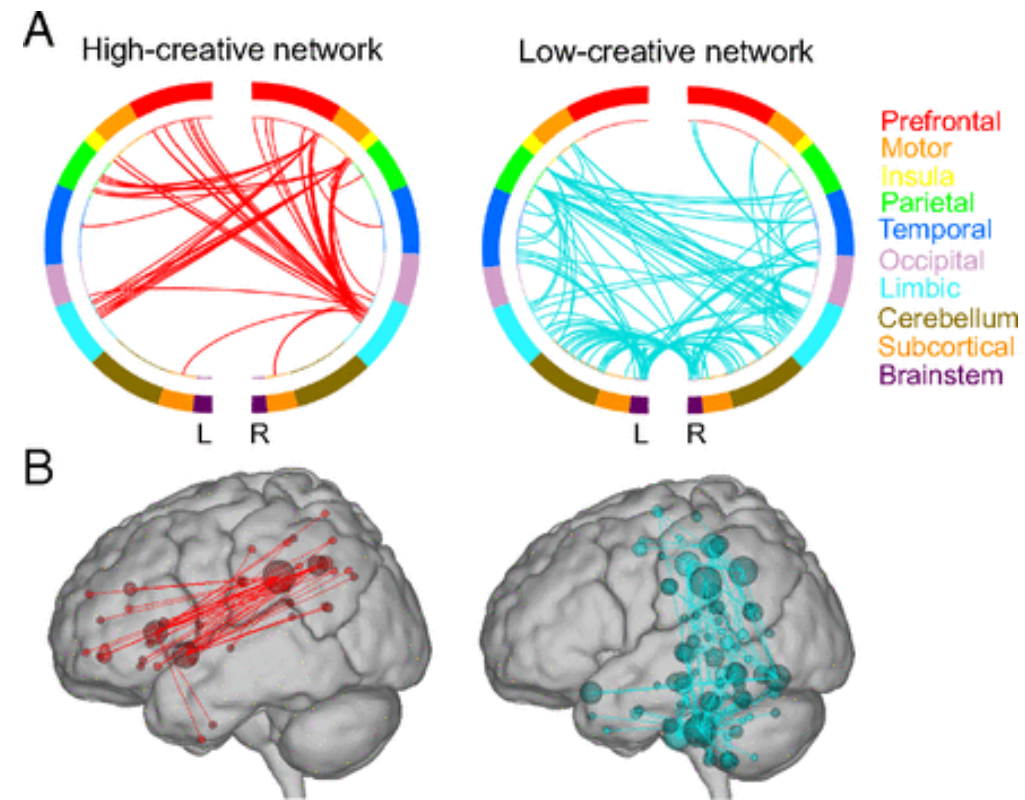 A
High-creative network
Low-creative network
Prefrontal
Motor
Insula
Parietal
Temporal
Occipital
Limbic
Cerebellum
Subcortical
Brainstem
L R
L R
B